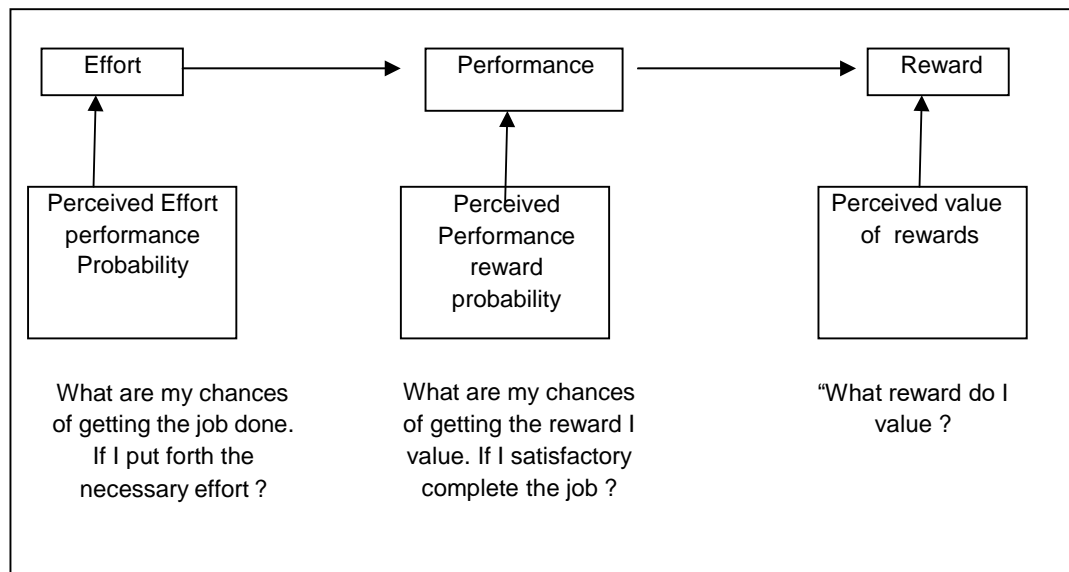 Effort
Performance
Reward
Perceived Effort
performance
Probability
Perceived
Performance
reward
probability
Perceived value
of rewards
What are my chances
of getting the job done.
If I put forth the
necessary effort ?
What are my chances
of getting the reward I
value. If I satisfactory
complete the job ?
“What reward do I
value ?